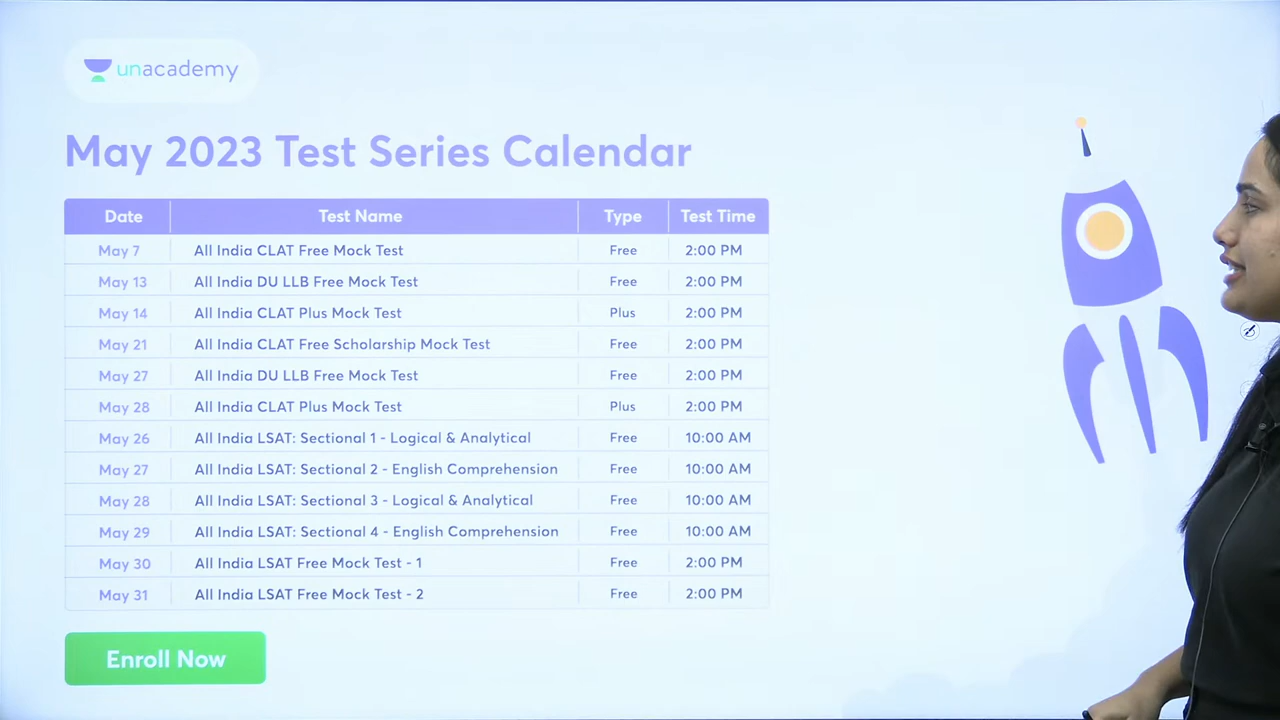 unacademy
May 2023 Test Series Calendar
Date Test Name Type Test Time
May 7 All India CLAT Free Mock Test Free 2:00 PM
May 13 All India DU LLB Free Mock Test Free 2:00 PM
May 14 All India CLAT Plus Mock Test Plus 2:00 PM
May 21 All India CLAT Free Scholarship Mock Test Free 2:00 PM
May 27 All India DU LLB Free Mock Test Free 2:00 PM
May 28 All India CLAT Plus Mock Test Plus 2:00 PM
May 26 All India LSAT: Sectional 1 - Logical & Analytical Free 10:00 AM
May 27 All India LSAT: Sectional 2 - English Comprehension Free 10:00 AM
May 28 All India LSAT: Sectional 3 - Logical & Analytical Free 10:00 AM
May 29 All India LSAT: Sectional 4 - English Comprehension Free 10:00 AM
May 30 All India LSAT Free Mock Test - 1 Free 2:00 PM
May 31 All India LSAT Free Mock Test - 2 Free 2:00 PM
Enroll Now